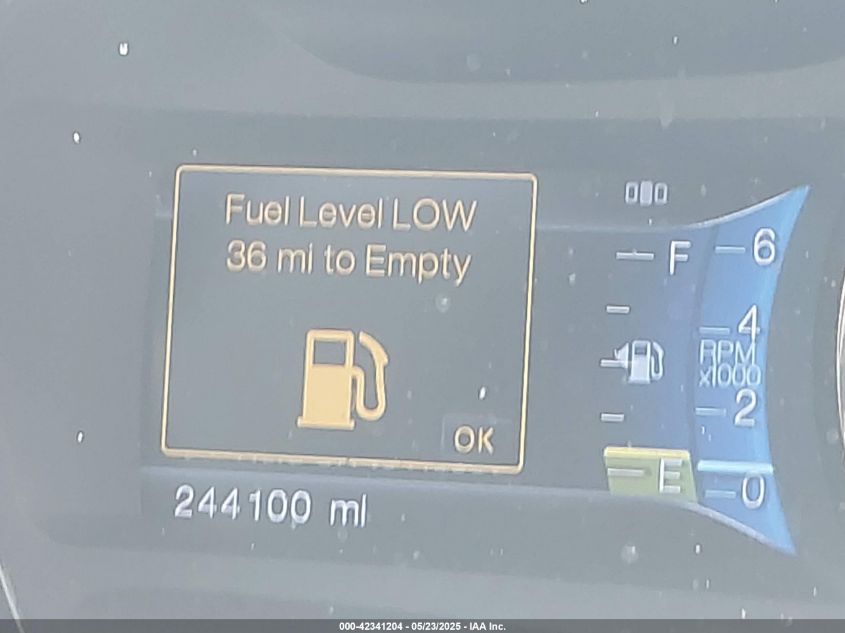 Fuel Level LOW
36 mi to Empty
OK
244100 mi
F
E
6
4
RPM
x1000
2
0
000-42341204 - 05/23/2025 - IAA Inc.